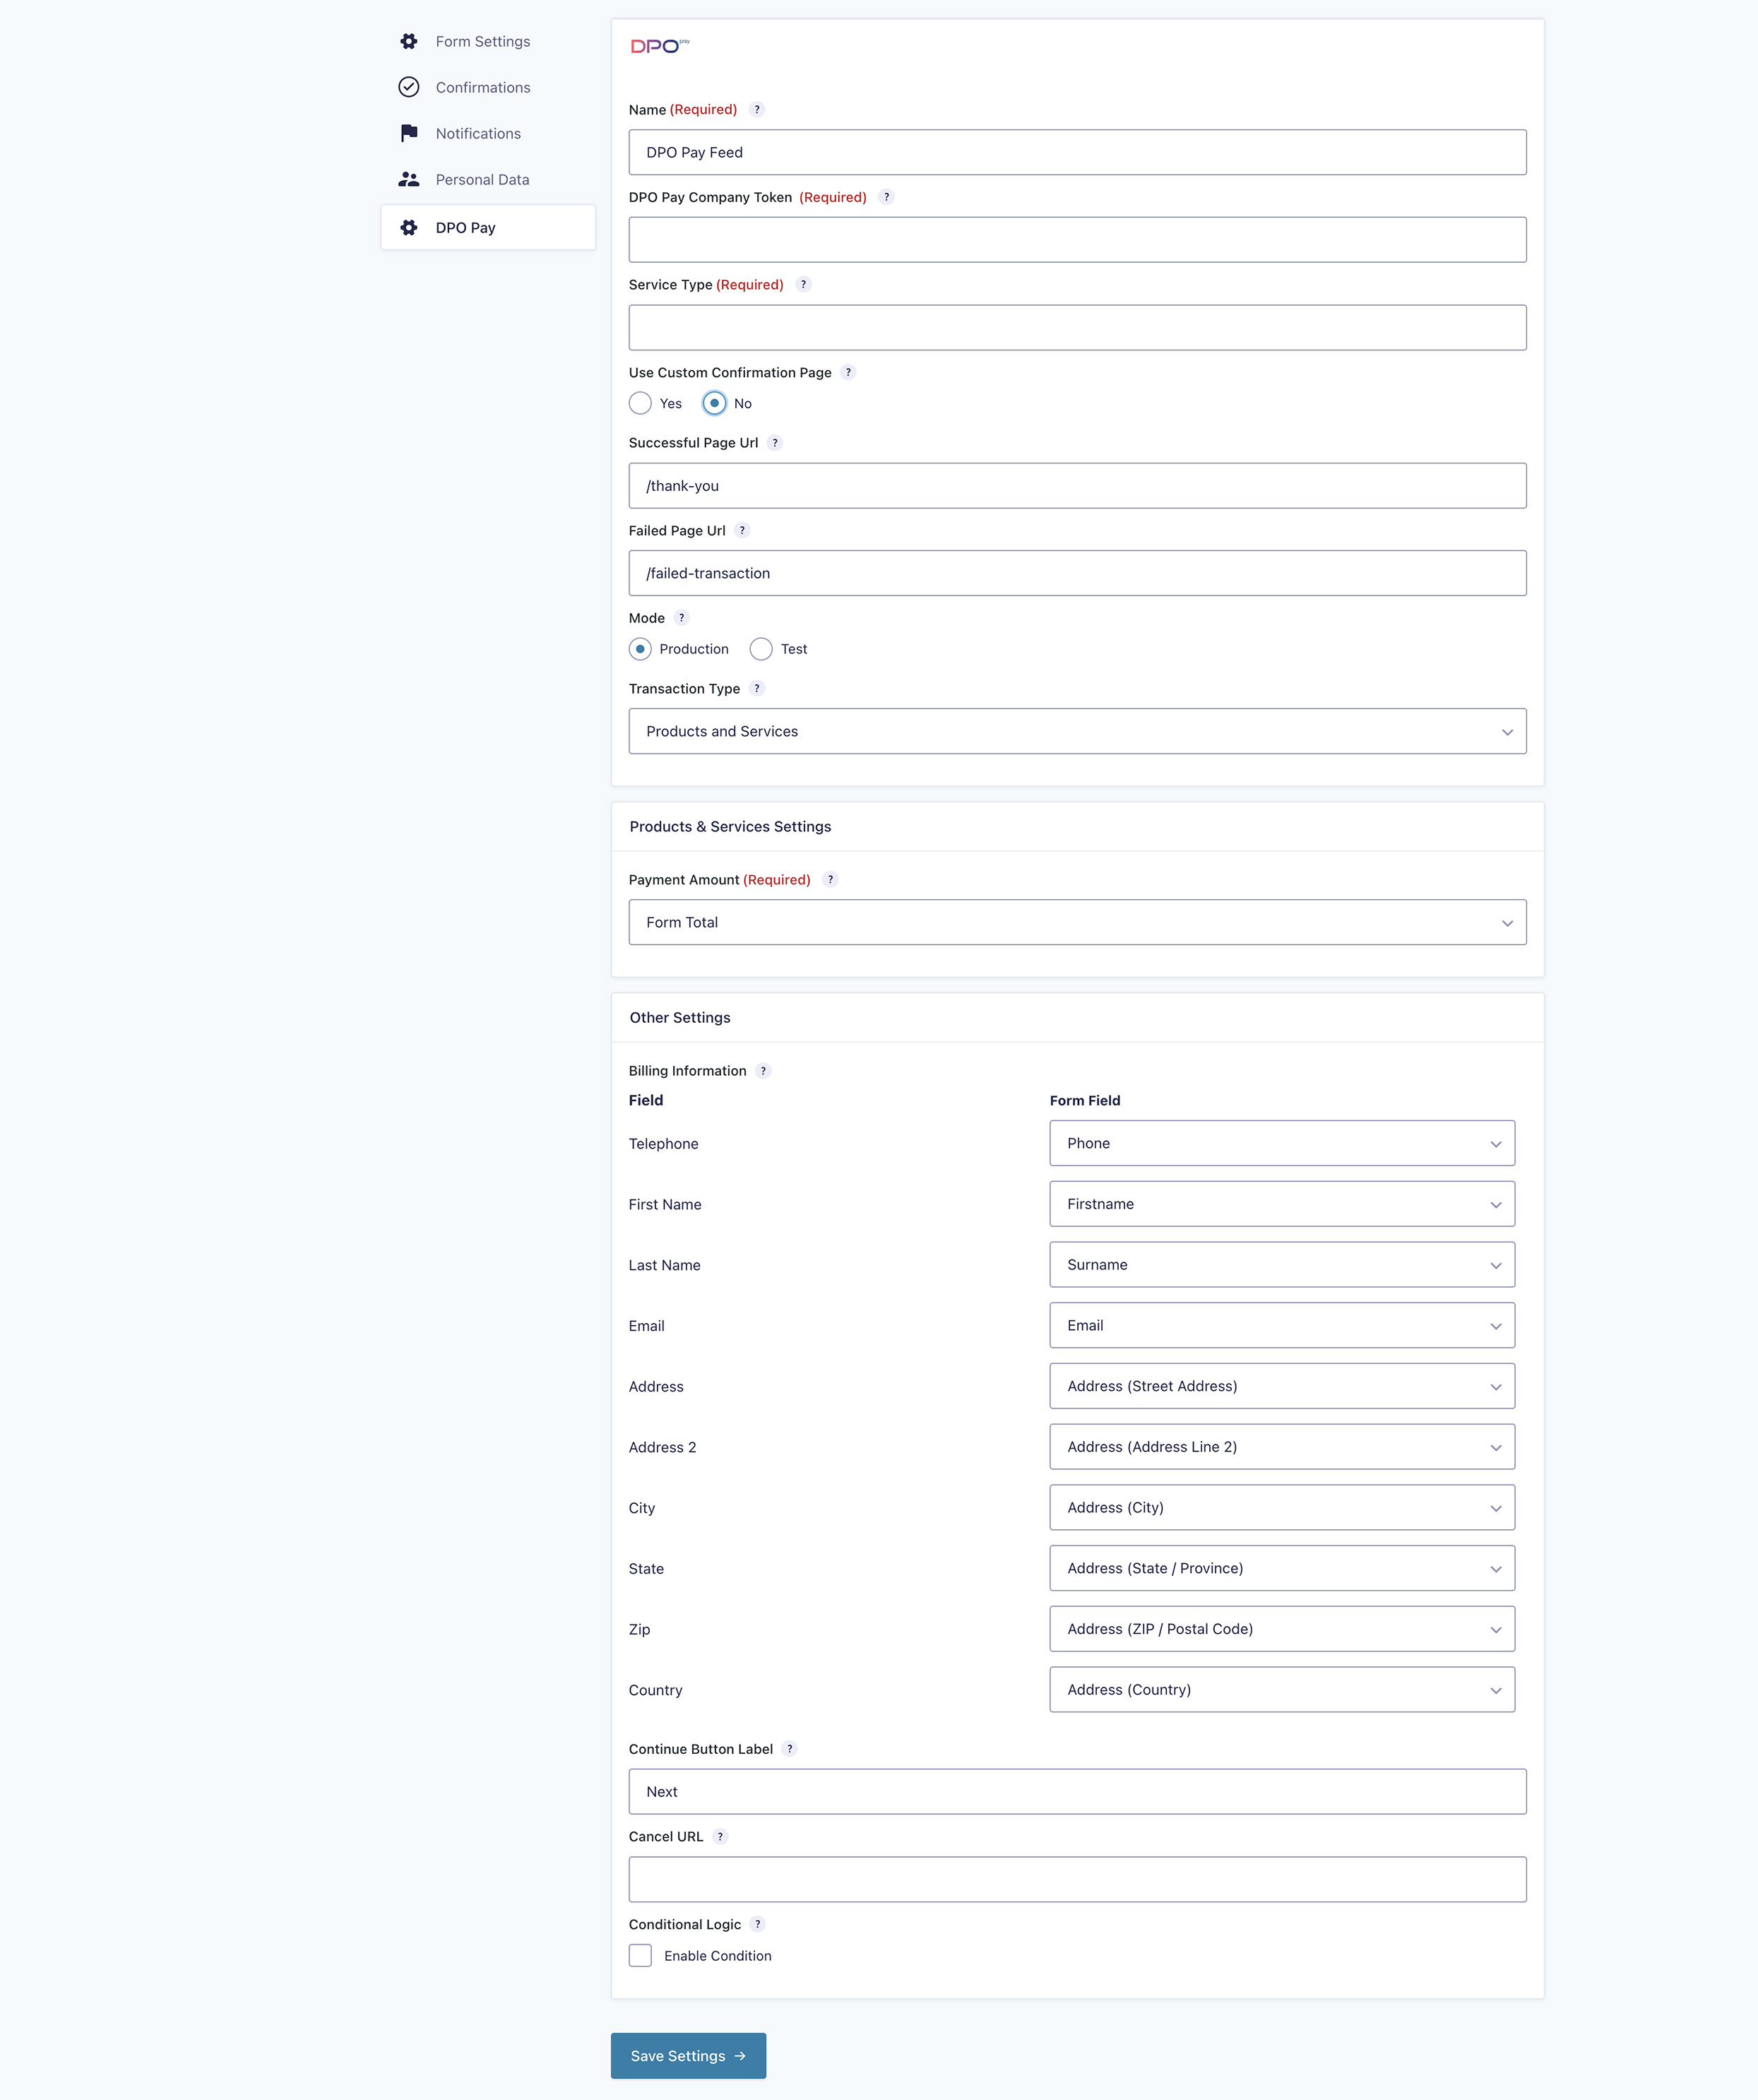 Form Settings
Confirmations
Notifications
Personal Data
DPO Pay
DPO pay
Name (Required) ?
DPO Pay Feed
DPO Pay Company Token (Required) ?
Service Type (Required) ?
Use Custom Confirmation Page ?
Yes No
Successful Page Url ?
/thank-you
Failed Page Url ?
/failed-transaction
Mode ?
Production Test
Transaction Type ?
Products and Services
Products & Services Settings
Payment Amount (Required) ?
Form Total
Other Settings
Billing Information ?
Field Form Field
Telephone Phone
First Name Firstname
Last Name Surname
Email Email
Address Address (Street Address)
Address 2 Address (Address Line 2)
City Address (City)
State Address (State / Province)
Zip Address (ZIP / Postal Code)
Country Address (Country)
Continue Button Label ?
Next
Cancel URL ?
Conditional Logic ?
Enable Condition
Save Settings →